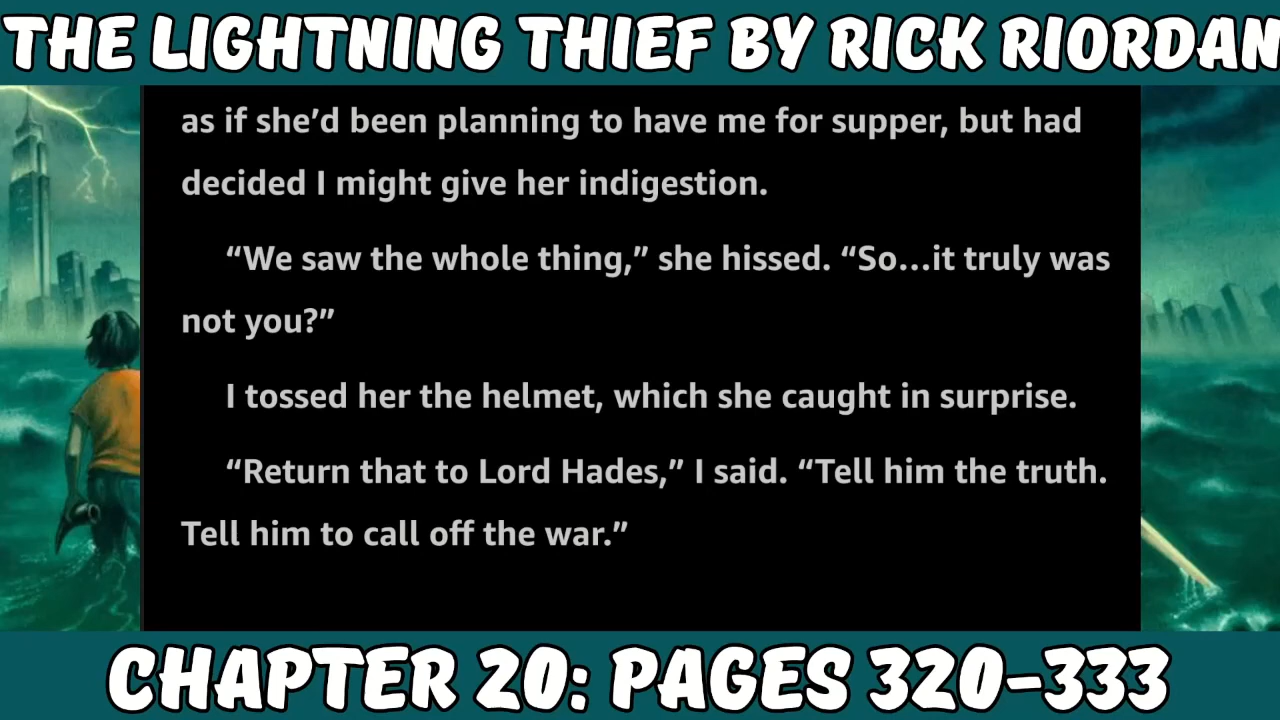 THE LIGHTNING THIEF BY RICK RIORDAN
as if she’d been planning to have me for supper, but had
decided I might give her indigestion.
“We saw the whole thing,” she hissed. “So…it truly was
not you?”
I tossed her the helmet, which she caught in surprise.
“Return that to Lord Hades,” I said. “Tell him the truth.
Tell him to call off the war.”
CHAPTER 20: PAGES 320-333